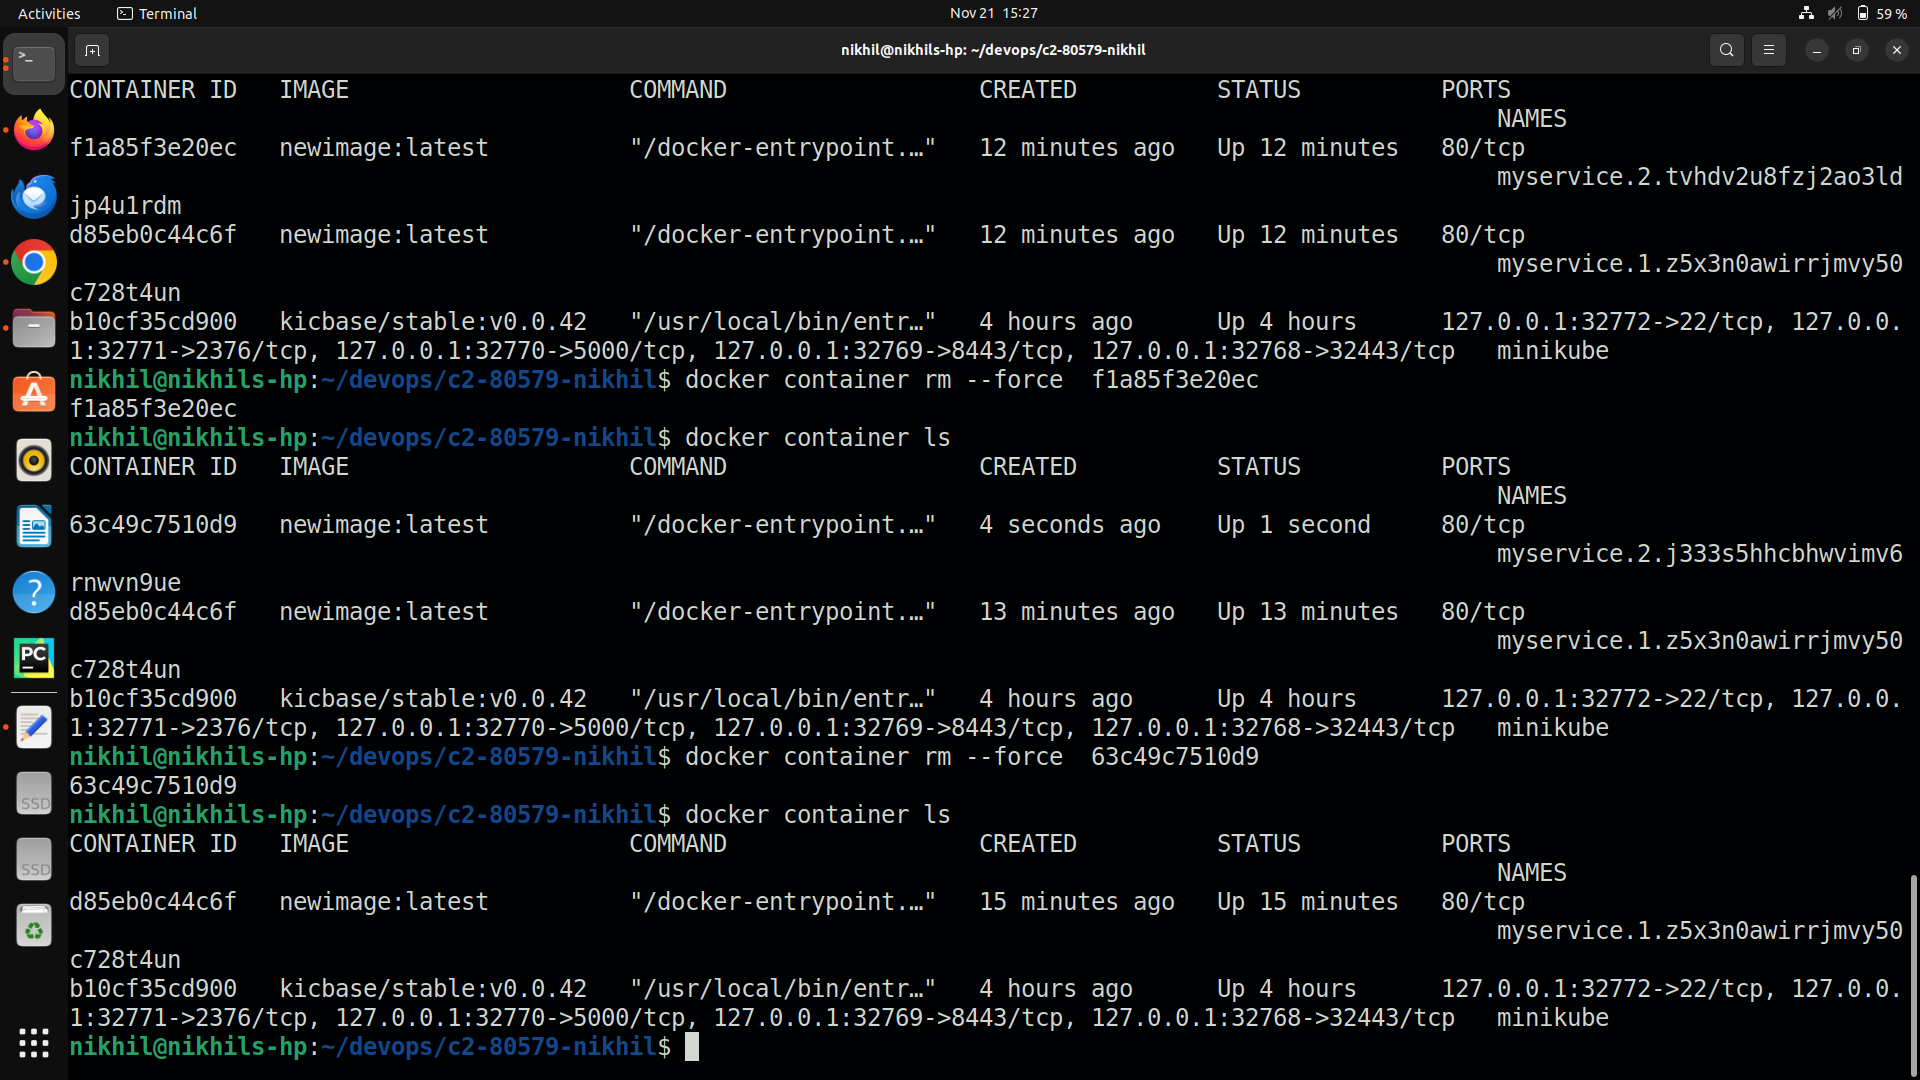 Activities Terminal Nov 21 15:27 59 %
nikhil@nikhils-hp: ~/devops/c2-80579-nikhil
CONTAINER ID IMAGE COMMAND CREATED STATUS PORTS
NAMES
f1a85f3e20ec newimage:latest "/docker-entrypoint.…" 12 minutes ago Up 12 minutes 80/tcp
myservice.2.tvhdv2u8fzj2ao3ld
jp4u1rdm
d85eb0c44c6f newimage:latest "/docker-entrypoint.…" 12 minutes ago Up 12 minutes 80/tcp
myservice.1.z5x3n0awirrjmvy50
c728t4un
b10cf35cd900 kicbase/stable:v0.0.42 "/usr/local/bin/entr…" 4 hours ago Up 4 hours 127.0.0.1:32772->22/tcp, 127.0.0.
1:32771->2376/tcp, 127.0.0.1:32770->5000/tcp, 127.0.0.1:32769->8443/tcp, 127.0.0.1:32768->32443/tcp minikube
nikhil@nikhils-hp:~/devops/c2-80579-nikhil$ docker container rm --force f1a85f3e20ec
f1a85f3e20ec
nikhil@nikhils-hp:~/devops/c2-80579-nikhil$ docker container ls
CONTAINER ID IMAGE COMMAND CREATED STATUS PORTS
NAMES
63c49c7510d9 newimage:latest "/docker-entrypoint.…" 4 seconds ago Up 1 second 80/tcp
myservice.2.j333s5hhcbhwvimv6
rnwvn9ue
d85eb0c44c6f newimage:latest "/docker-entrypoint.…" 13 minutes ago Up 13 minutes 80/tcp
myservice.1.z5x3n0awirrjmvy50
c728t4un
b10cf35cd900 kicbase/stable:v0.0.42 "/usr/local/bin/entr…" 4 hours ago Up 4 hours 127.0.0.1:32772->22/tcp, 127.0.0.
1:32771->2376/tcp, 127.0.0.1:32770->5000/tcp, 127.0.0.1:32769->8443/tcp, 127.0.0.1:32768->32443/tcp minikube
nikhil@nikhils-hp:~/devops/c2-80579-nikhil$ docker container rm --force 63c49c7510d9
63c49c7510d9
nikhil@nikhils-hp:~/devops/c2-80579-nikhil$ docker container ls
CONTAINER ID IMAGE COMMAND CREATED STATUS PORTS
NAMES
d85eb0c44c6f newimage:latest "/docker-entrypoint.…" 15 minutes ago Up 15 minutes 80/tcp
myservice.1.z5x3n0awirrjmvy50
c728t4un
b10cf35cd900 kicbase/stable:v0.0.42 "/usr/local/bin/entr…" 4 hours ago Up 4 hours 127.0.0.1:32772->22/tcp, 127.0.0.
1:32771->2376/tcp, 127.0.0.1:32770->5000/tcp, 127.0.0.1:32769->8443/tcp, 127.0.0.1:32768->32443/tcp minikube
nikhil@nikhils-hp:~/devops/c2-80579-nikhil$
PC
SSD
SSD